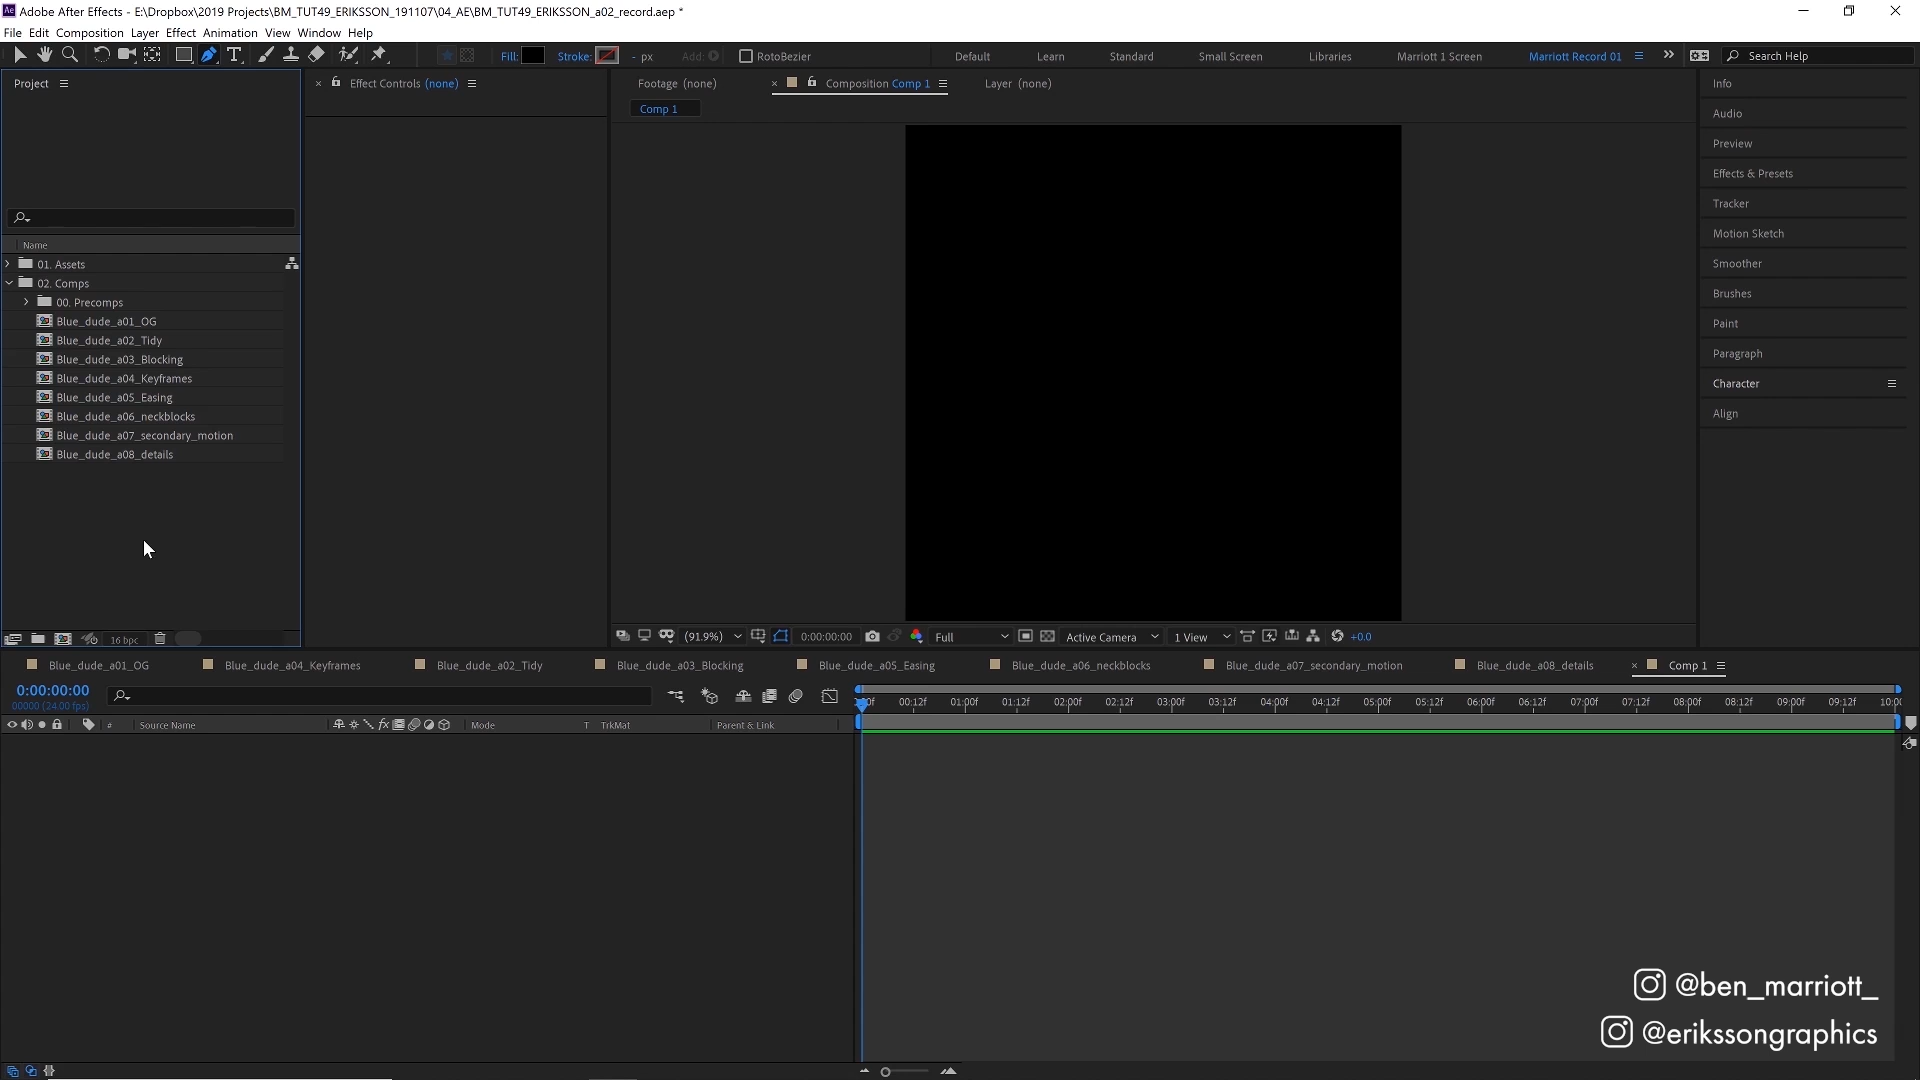 Adobe After Effects - E:\Dropbox\2019 Projects\BM_TUT49_ERIKSSON_191107\04_AE\BM_TUT49_ERIKSSON_a02_record.aep *
File Edit Composition Layer Effect Animation View Window Help
Fill: Stroke: - px Add: RotoBezier Default Learn Standard Small Screen Libraries Marriott 1 Screen Marriott Record 01 Search Help
Project
Effect Controls (none)
Footage (none) Composition Comp 1 Layer (none)
Comp 1
Name
01. Assets
02. Comps
00. Precomps
Blue_dude_a01_OG
Blue_dude_a02_Tidy
Blue_dude_a03_Blocking
Blue_dude_a04_Keyframes
Blue_dude_a05_Easing
Blue_dude_a06_neckblocks
Blue_dude_a07_secondary_motion
Blue_dude_a08_details
16 bpc
Info
Audio
Preview
Effects & Presets
Tracker
Motion Sketch
Smoother
Brushes
Paint
Paragraph
Character
Align
(91.9%) 0:00:00:00 Full Active Camera 1 View +0.0
Blue_dude_a01_OG Blue_dude_a04_Keyframes Blue_dude_a02_Tidy Blue_dude_a03_Blocking Blue_dude_a05_Easing Blue_dude_a06_neckblocks Blue_dude_a07_secondary_motion Blue_dude_a08_details Comp 1
0:00:00:00
00000 (24.00 fps)
00:12f 01:00f 01:12f 02:00f 02:12f 03:00f 03:12f 04:00f 04:12f 05:00f 05:12f 06:00f 06:12f 07:00f 07:12f 08:00f 08:12f 09:00f 09:12f
# Source Name Mode T TrkMat Parent & Link
@ben_marriott_
@erikssongraphics